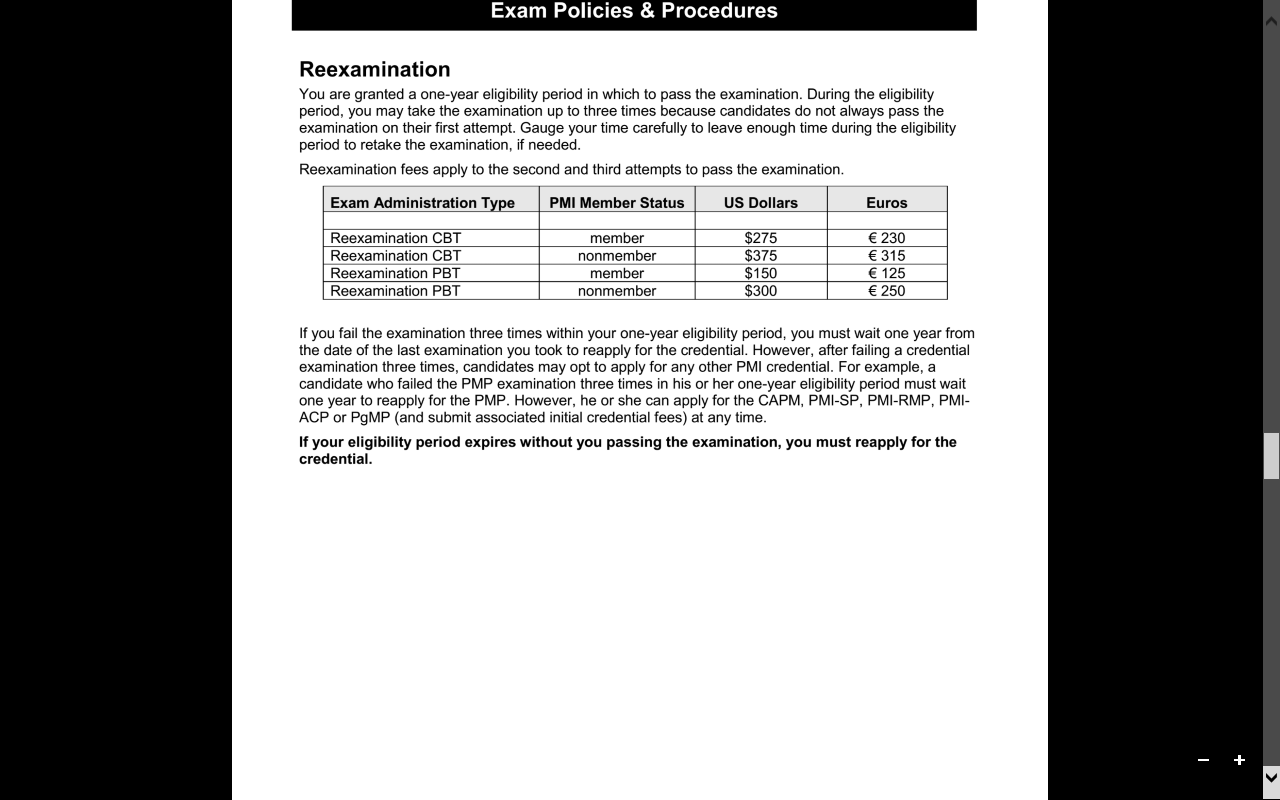 Exam Policies & Procedures
Reexamination
You are granted a one-year eligibility period in which to pass the examination. During the eligibility
period, you may take the examination up to three times because candidates do not always pass the
examination on their first attempt. Gauge your time carefully to leave enough time during the eligibility
period to retake the examination, if needed.
Reexamination fees apply to the second and third attempts to pass the examination.
Exam Administration Type PMI Member Status US Dollars Euros
Reexamination CBT member $275 € 230
Reexamination CBT nonmember $375 € 315
Reexamination PBT member $150 € 125
Reexamination PBT nonmember $300 € 250
If you fail the examination three times within your one-year eligibility period, you must wait one year from
the date of the last examination you took to reapply for the credential. However, after failing a credential
examination three times, candidates may opt to apply for any other PMI credential. For example, a
candidate who failed the PMP examination three times in his or her one-year eligibility period must wait
one year to reapply for the PMP. However, he or she can apply for the CAPM, PMI-SP, PMI-RMP, PMI-
ACP or PgMP (and submit associated initial credential fees) at any time.
If your eligibility period expires without you passing the examination, you must reapply for the
credential.